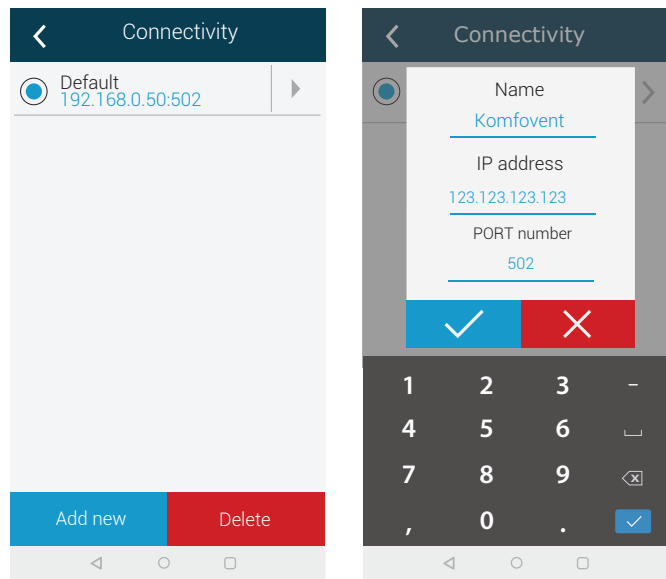 Connectivity
Default
192.168.0.50:502
Add new
Delete
Connectivity
Name
Komfovent
IP address
123.123.123.123
PORT number
502
1 2 3 –
4 5 6
7 8 9
, 0 .